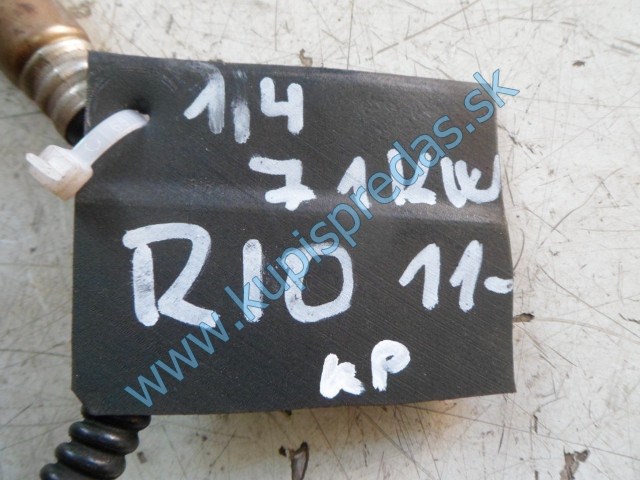 1,4
71KW
RIO 11-
KP
www.kupispredas.sk